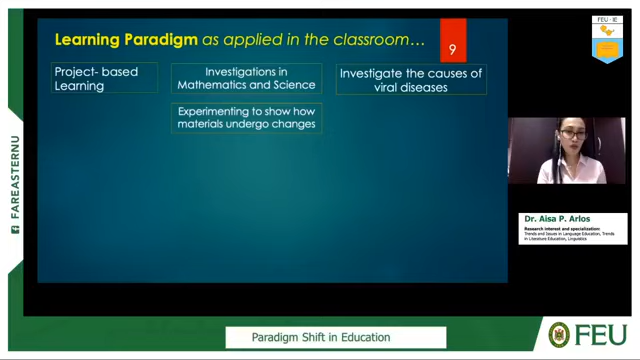 Learning Paradigm as applied in the classroom…
9
FEU - IE
Project- based
Learning
Investigations in
Mathematics and Science
Investigate the causes of
viral diseases
Experimenting to show how
materials undergo changes
FAREASTERNU
Dr. Aisa P. Arlos
Research interest and specialization:
Trends and Issues in Language Education, Trends
in Literature Education, Linguistics
Paradigm Shift in Education
FEU